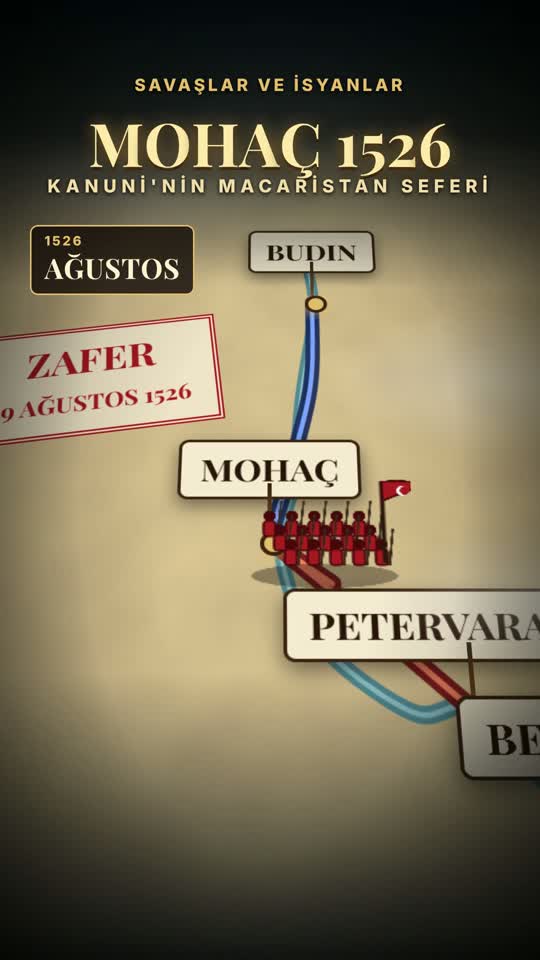 SAVAŞLAR VE İSYANLAR
MOHAÇ 1526
KANUNİ'NİN MACARİSTAN SEFERİ
1526
AĞUSTOS
BUDIN
ZAFER
9 AĞUSTOS 1526
MOHAÇ
PETERVARA
BE